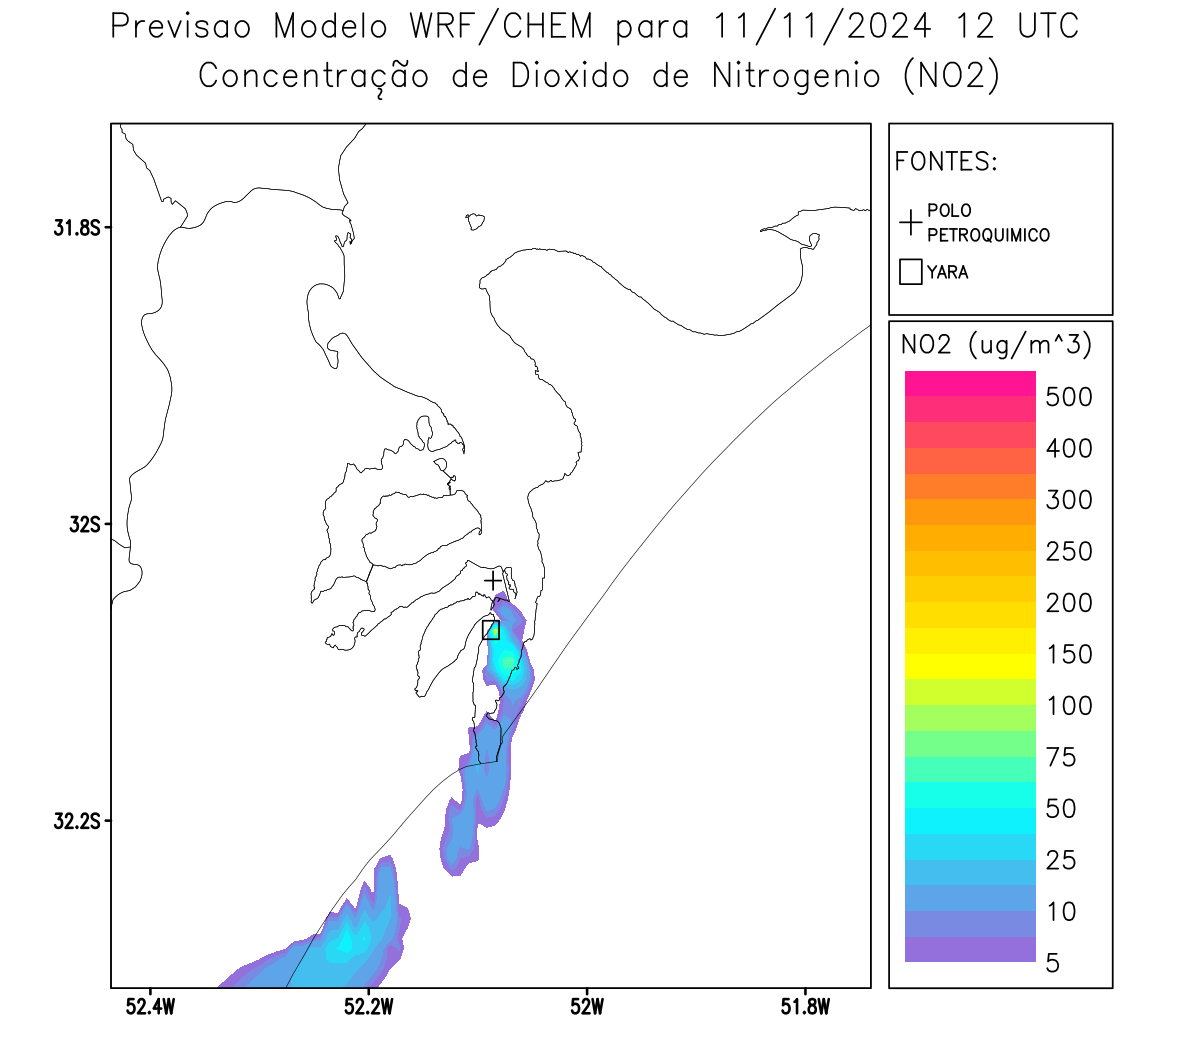 Previsao Modelo WRF/CHEM para 11/11/2024 12 UTC
Concentração de Dioxido de Nitrogenio (NO2)
FONTES:
POLO
PETROQUIMICO
YARA
NO2 (ug/m^3)
500
400
300
250
200
150
100
75
50
25
10
5
31.8S
32S
32.2S
52.4W
52.2W
52W
51.8W